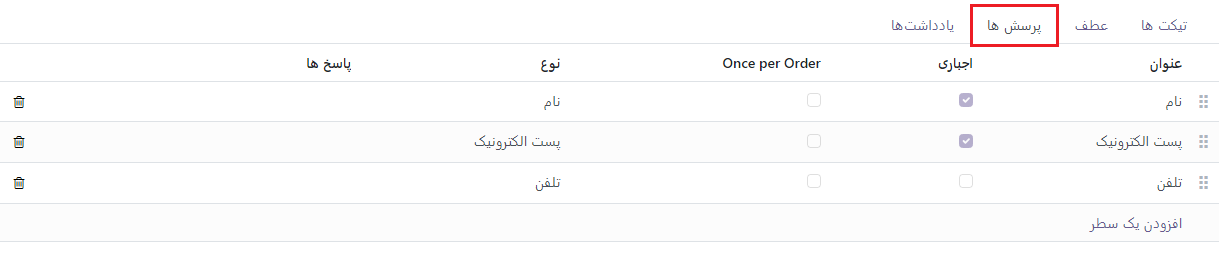 تیکت ها عطف پرسش ها یادداشت‌ها
عنوان اجباری Once per Order نوع پاسخ ها
نام نام
پست الکترونیک پست الکترونیک
تلفن تلفن
افزودن یک سطر